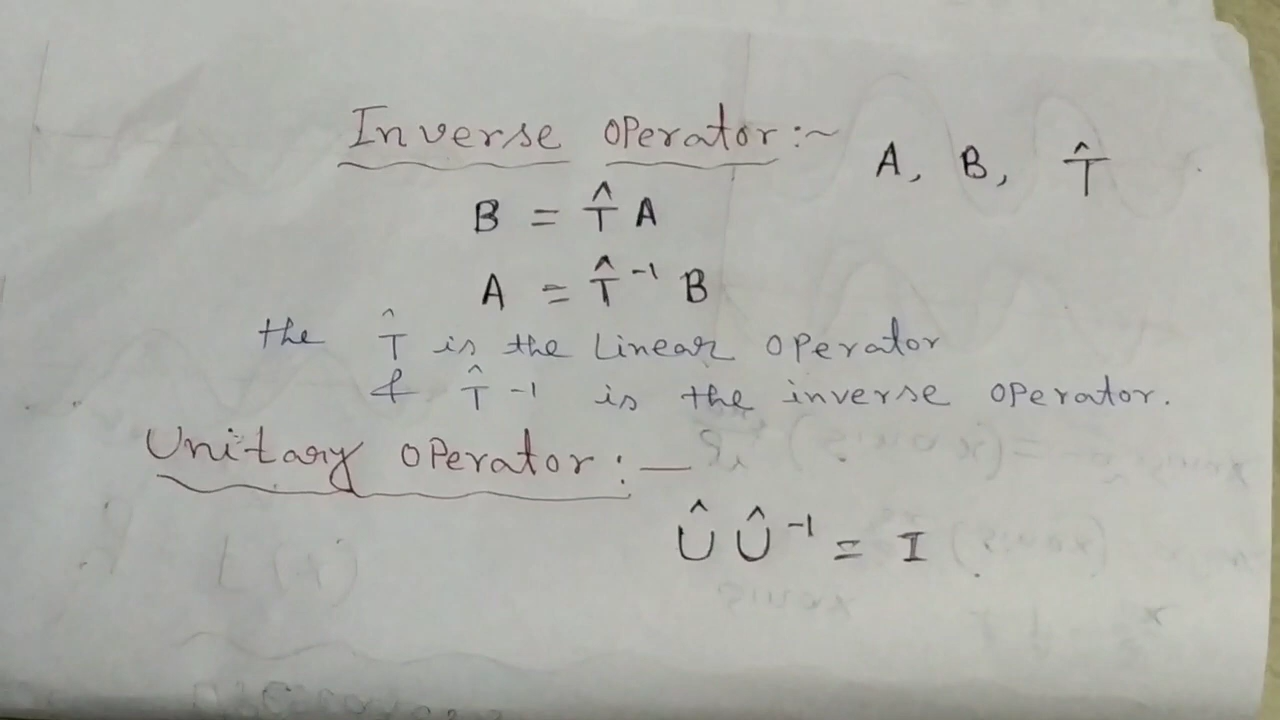 Inverse Operator :~ A, B, T̂
B = T̂ A
A = T̂⁻¹ B
the T̂ is the Linear operator
& T̂ -1 is the inverse operator.
Unitary operator : —
Û Û⁻¹ = I